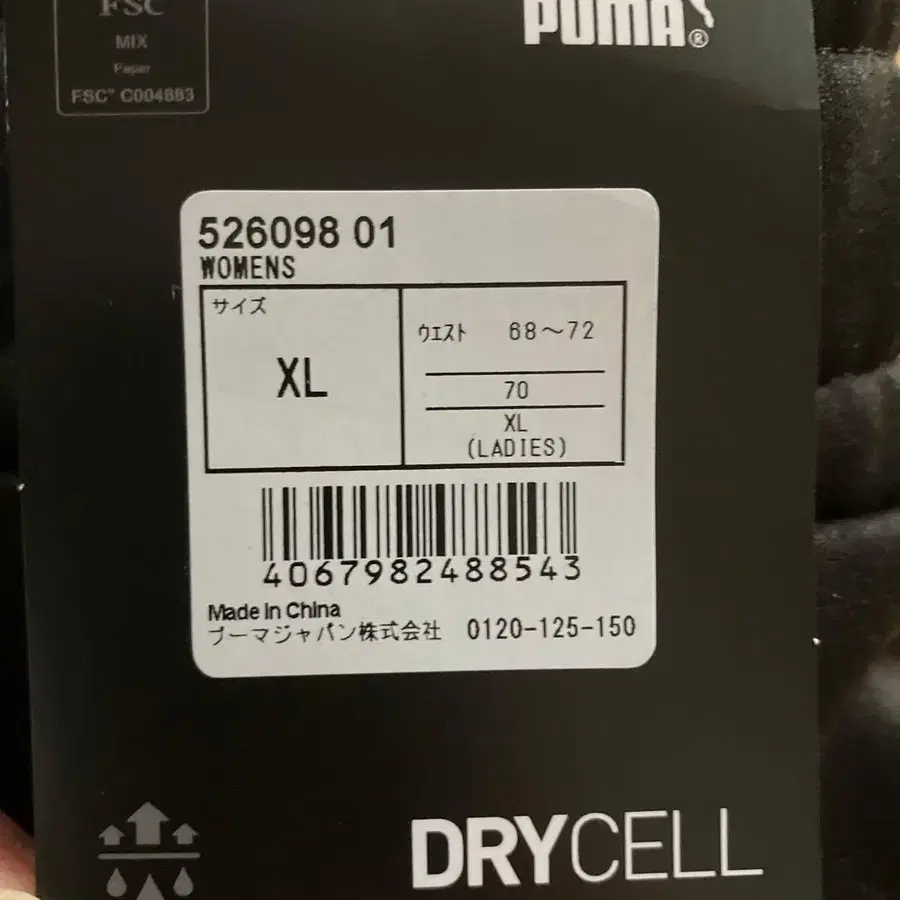 FSC
MIX
Paper
FSC® C004883
PUMA®
526098 01
WOMENS
サイズ
XL
ウエスト 68〜72
70
XL
(LADIES)
4067982488543
Made in China
プーマジャパン株式会社 0120-125-150
DRYCELL